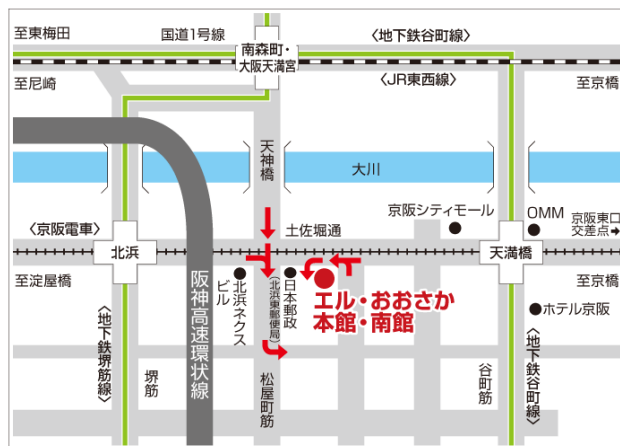 至東梅田
国道1号線
南森町・
大阪天満宮
〈地下鉄谷町線〉
至尼崎
〈JR東西線〉
至京橋
天神橋
大川
京阪シティモール
OMM
京阪東口
交差点➡
〈京阪電車〉
土佐堀通
北浜
天満橋
至淀屋橋
至京橋
阪神高速環状線
北浜ネクス
ビル
日本郵政
(北浜東郵便局)
エル・おおさか
本館・南館
ホテル京阪
〈地下鉄堺筋線〉
堺筋
松屋町筋
谷町筋
〈地下鉄谷町線〉